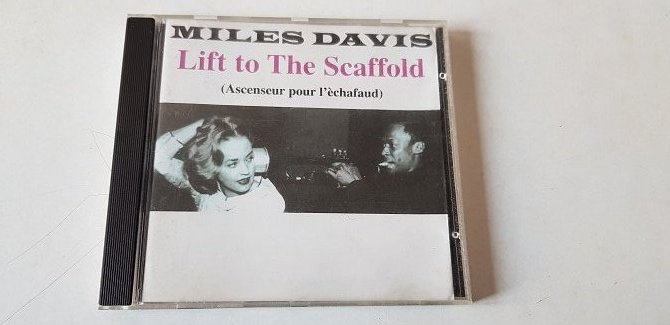 MILES DAVIS
Lift to The Scaffold
(Ascenseur pour l'èchafaud)